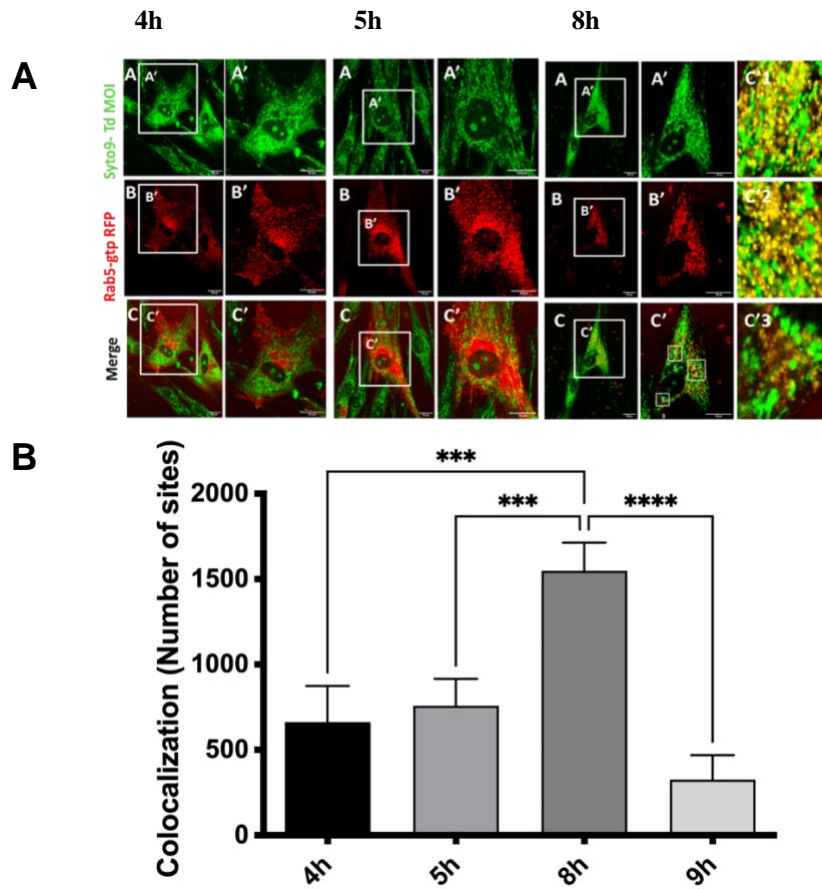 4h 5h 8h
A
A A' A' A A' A' A A' A' C'1
Syto9- Td MOI
B B' B' B B' B' B B' B' C'2
Rab5-gtp RFP
C C' C' C C' C' C C' C' C'3
Merge
B
Colocalization (Number of sites)
***
*** ****
2000
1500
1000
500
0
4h 5h 8h 9h